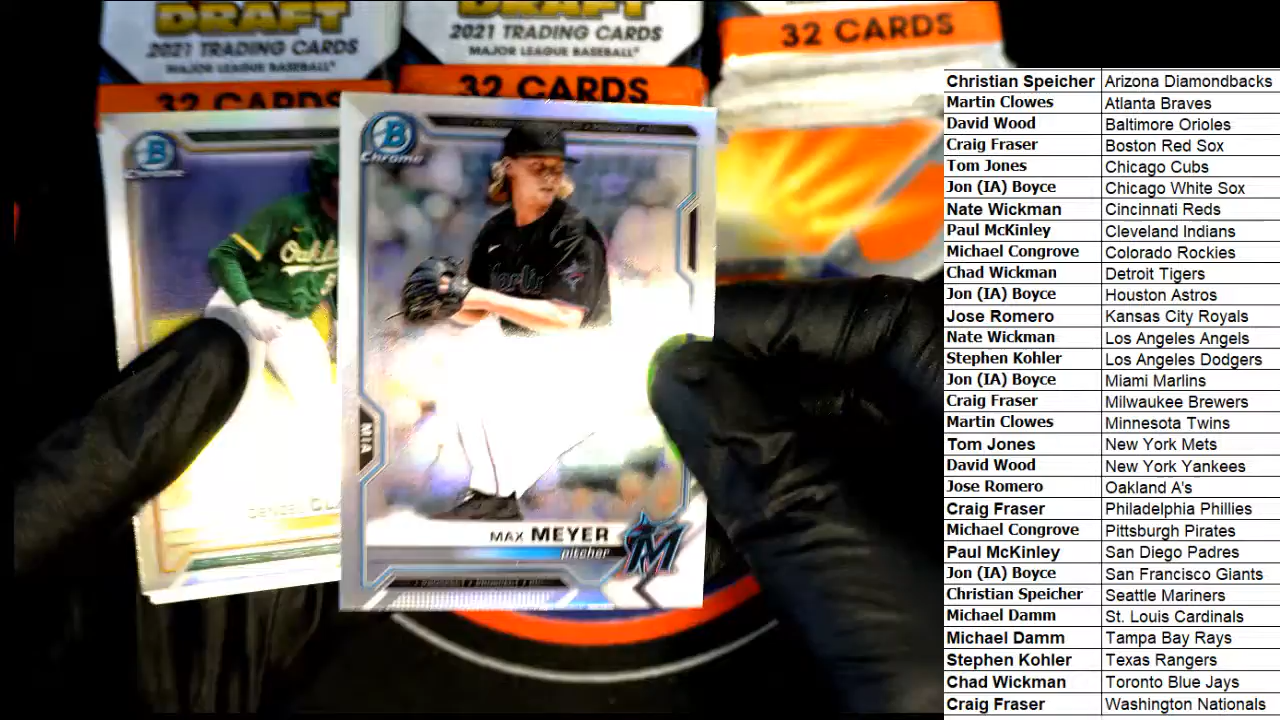 DRAFT
2021 TRADING CARDS
MAJOR LEAGUE BASEBALL
32 CARDS
DRAFT
2021 TRADING CARDS
MAJOR LEAGUE BASEBALL
32 CARDS
32 CARDS
B
Chrome
B
Chrome
MIA
MAX MEYER
pitcher
M
Christian Speicher Arizona Diamondbacks
Martin Clowes Atlanta Braves
David Wood Baltimore Orioles
Craig Fraser Boston Red Sox
Tom Jones Chicago Cubs
Jon (IA) Boyce Chicago White Sox
Nate Wickman Cincinnati Reds
Paul McKinley Cleveland Indians
Michael Congrove Colorado Rockies
Chad Wickman Detroit Tigers
Jon (IA) Boyce Houston Astros
Jose Romero Kansas City Royals
Nate Wickman Los Angeles Angels
Stephen Kohler Los Angeles Dodgers
Jon (IA) Boyce Miami Marlins
Craig Fraser Milwaukee Brewers
Martin Clowes Minnesota Twins
Tom Jones New York Mets
David Wood New York Yankees
Jose Romero Oakland A's
Craig Fraser Philadelphia Phillies
Michael Congrove Pittsburgh Pirates
Paul McKinley San Diego Padres
Jon (IA) Boyce San Francisco Giants
Christian Speicher Seattle Mariners
Michael Damm St. Louis Cardinals
Michael Damm Tampa Bay Rays
Stephen Kohler Texas Rangers
Chad Wickman Toronto Blue Jays
Craig Fraser Washington Nationals